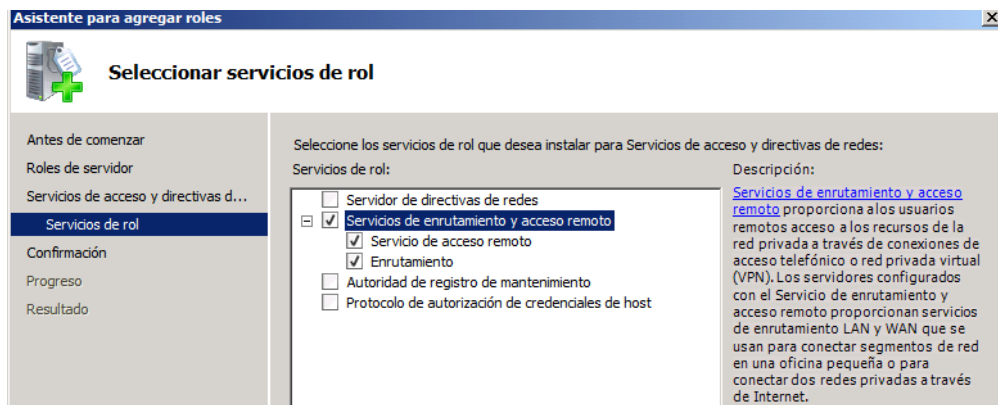 Asistente para agregar roles
Seleccionar servicios de rol
Antes de comenzar
Roles de servidor
Servicios de acceso y directivas d...
Servicios de rol
Confirmación
Progreso
Resultado
Seleccione los servicios de rol que desea instalar para Servicios de acceso y directivas de redes:
Servicios de rol:
Servidor de directivas de redes
Servicios de enrutamiento y acceso remoto
Servicio de acceso remoto
Enrutamiento
Autoridad de registro de mantenimiento
Protocolo de autorización de credenciales de host
Descripción:
Servicios de enrutamiento y acceso
remoto proporciona alos usuarios
remotos acceso a los recursos de la
red privada a través de conexiones de
acceso telefónico o red privada virtual
(VPN). Los servidores configurados
con el Servicio de enrutamiento y
acceso remoto proporcionan servicios
de enrutamiento LAN y WAN que se
usan para conectar segmentos de red
en una oficina pequeña o para
conectar dos redes privadas a través
de Internet.